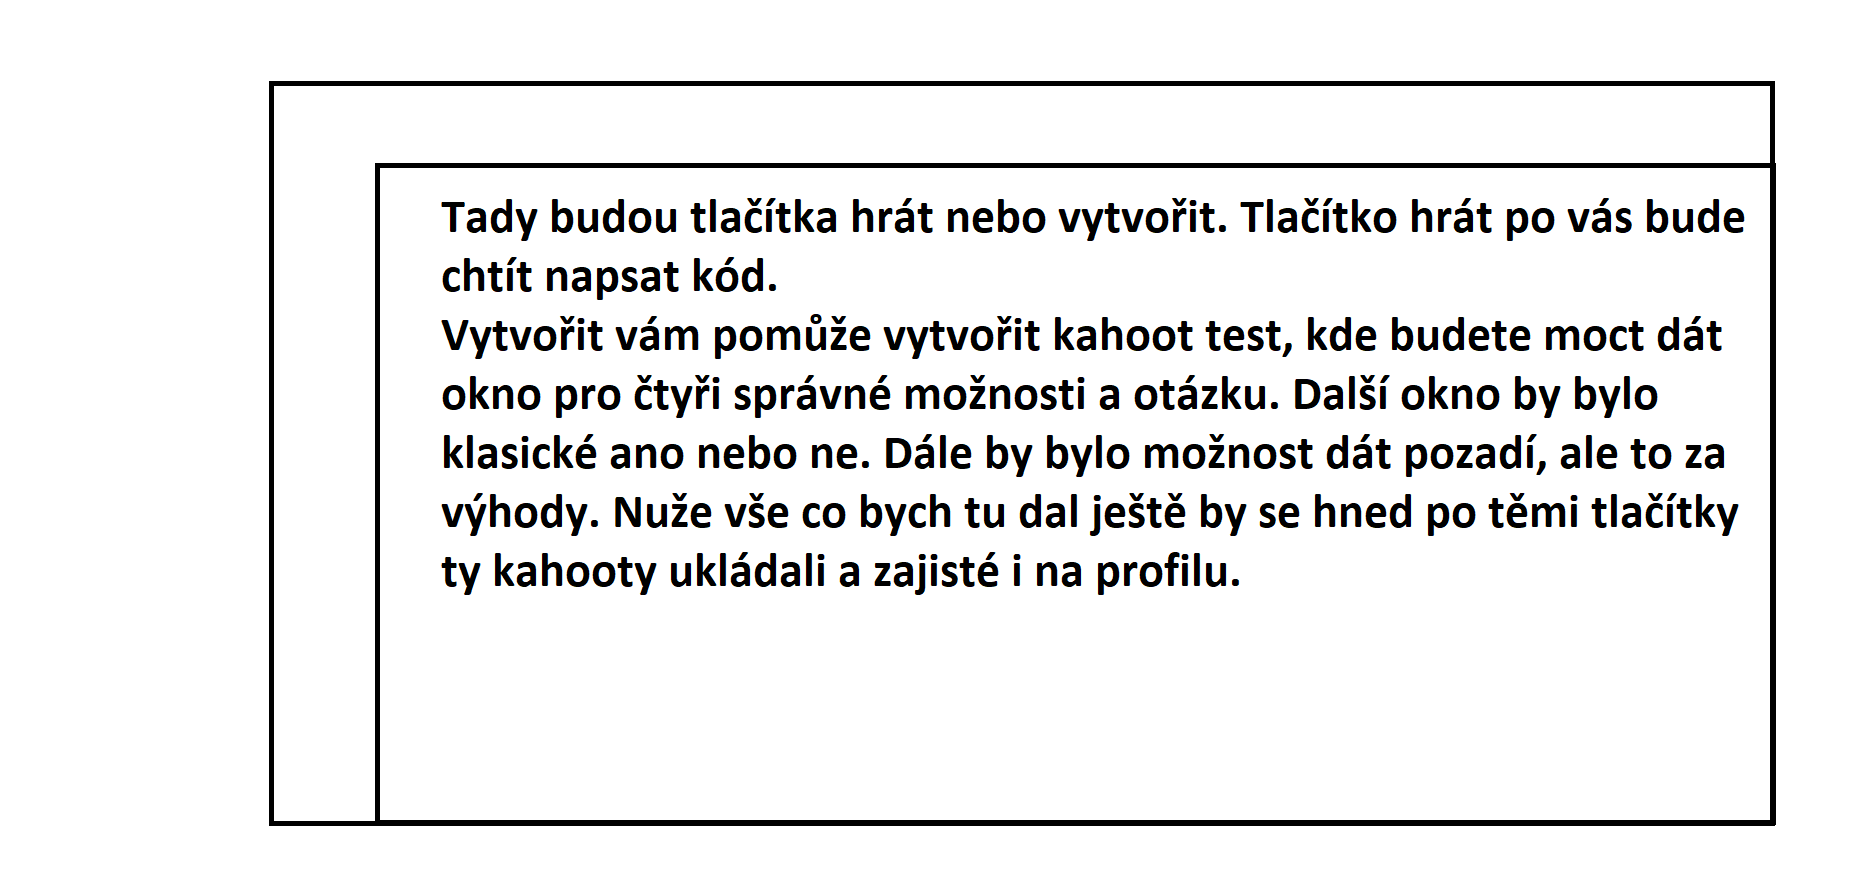 Tady budou tlačítka hrát nebo vytvořit. Tlačítko hrát po vás bude
chtít napsat kód.
Vytvořit vám pomůže vytvořit kahoot test, kde budete moct dát
okno pro čtyři správné možnosti a otázku. Další okno by bylo
klasické ano nebo ne. Dále by bylo možnost dát pozadí, ale to za
výhody. Nuže vše co bych tu dal ještě by se hned po těmi tlačítky
ty kahooty ukládali a zajisté i na profilu.